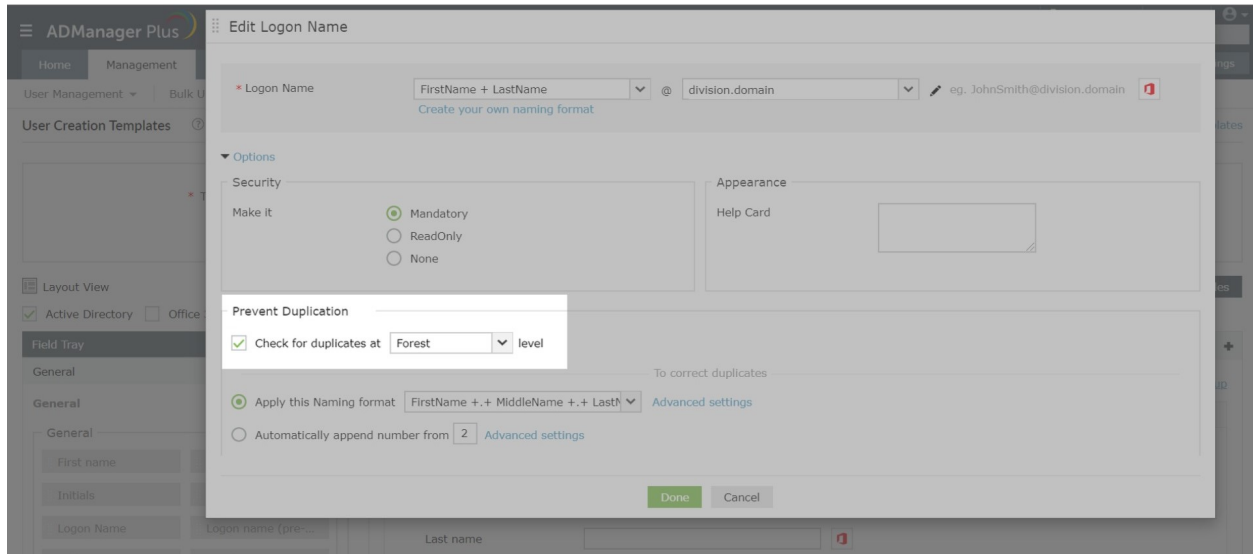 ADManager Plus
Edit Logon Name
Home Management
ngs
User Management Bulk U
* Logon Name FirstName + LastName @ division.domain eg. JohnSmith@division.domain
Create your own naming format
User Creation Templates lates
Options
Security Appearance
* T
Make it Mandatory Help Card
ReadOnly
None
Layout View
Active Directory Office
Prevent Duplication
Check for duplicates at Forest level
Field Tray
General
To correct duplicates
General
Apply this Naming format FirstName +.+ MiddleName +.+ LastN Advanced settings
General
Automatically append number from 2 Advanced settings
First name
Initials
Done Cancel
Logon Name Logon name (pre-...
Last name